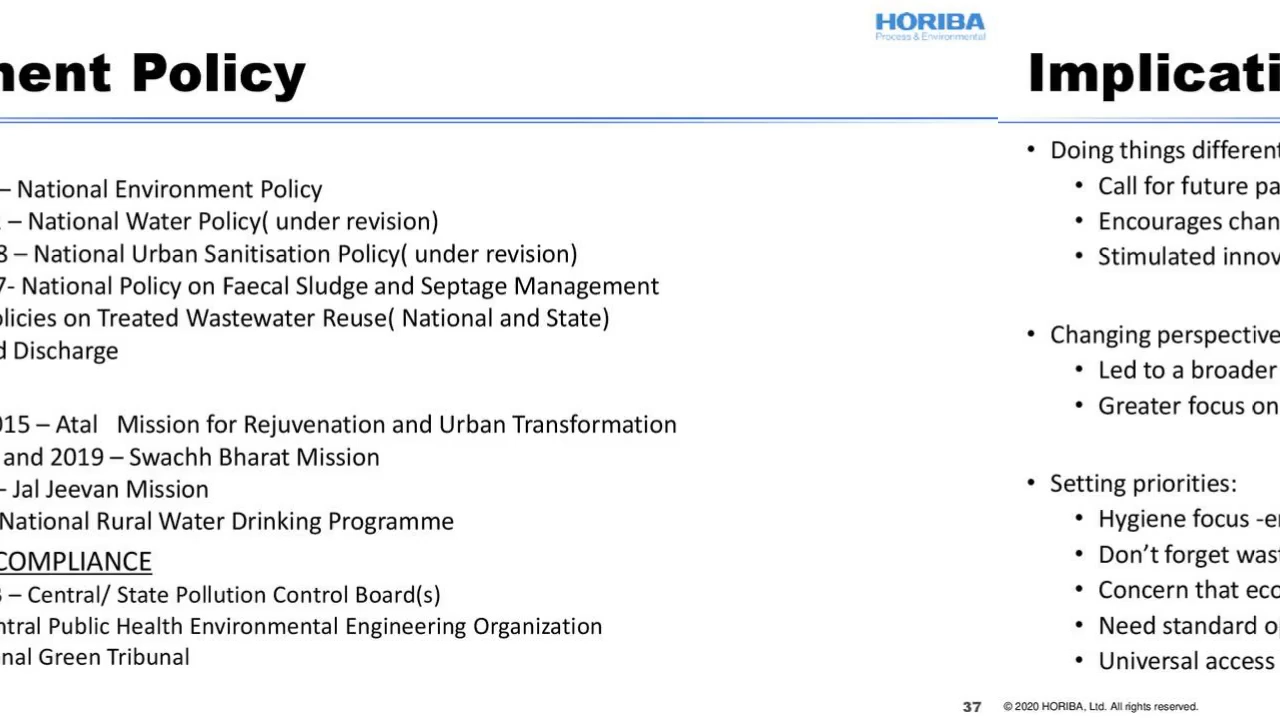 HORIBA
Process & Environmental
ment Policy
– National Environment Policy
– National Water Policy( under revision)
8 – National Urban Sanitisation Policy( under revision)
7- National Policy on Faecal Sludge and Septage Management
olicies on Treated Wastewater Reuse( National and State)
d Discharge
015 – Atal Mission for Rejuvenation and Urban Transformation
and 2019 – Swachh Bharat Mission
- Jal Jeevan Mission
National Rural Water Drinking Programme
COMPLIANCE
– Central/ State Pollution Control Board(s)
ntral Public Health Environmental Engineering Organization
nal Green Tribunal
37
Implicati
• Doing things different
• Call for future pa
• Encourages chan
• Stimulated innov
• Changing perspective
• Led to a broader
• Greater focus on
• Setting priorities:
• Hygiene focus -e
• Don’t forget wast
• Concern that eco
• Need standard op
• Universal access
© 2020 HORIBA, Ltd. All rights reserved.